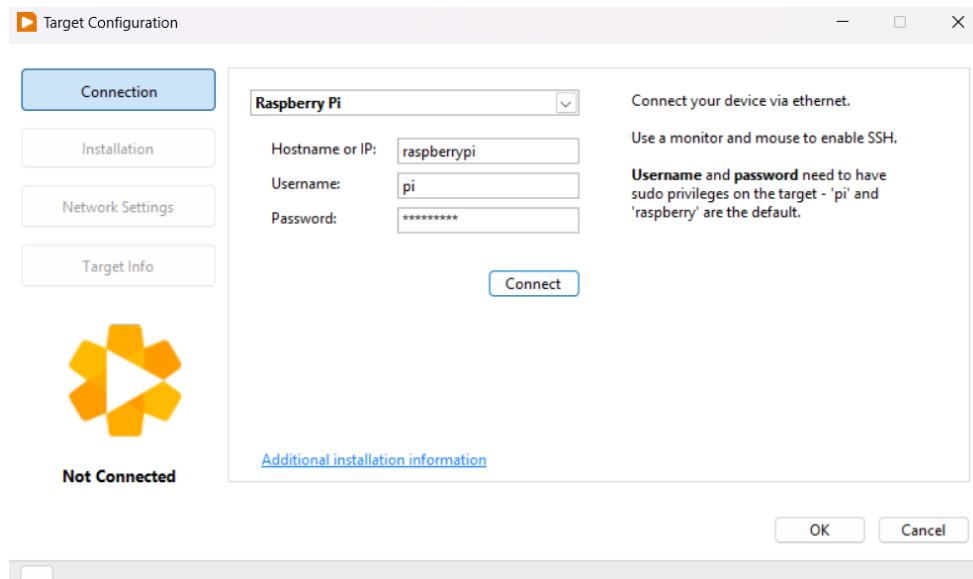 Target Configuration
Connection
Installation
Network Settings
Target Info
Not Connected
Raspberry Pi
Hostname or IP: raspberrypi
Username: pi
Password: *********
Connect
Additional installation information
Connect your device via ethernet.
Use a monitor and mouse to enable SSH.
Username and password need to have
sudo privileges on the target - 'pi' and
'raspberry' are the default.
OK Cancel